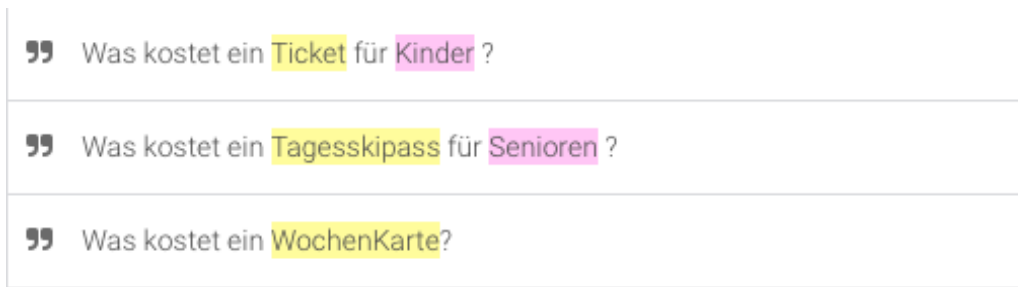 Was kostet ein Ticket für Kinder ?
Was kostet ein Tagesskipass für Senioren ?
Was kostet ein WochenKarte?